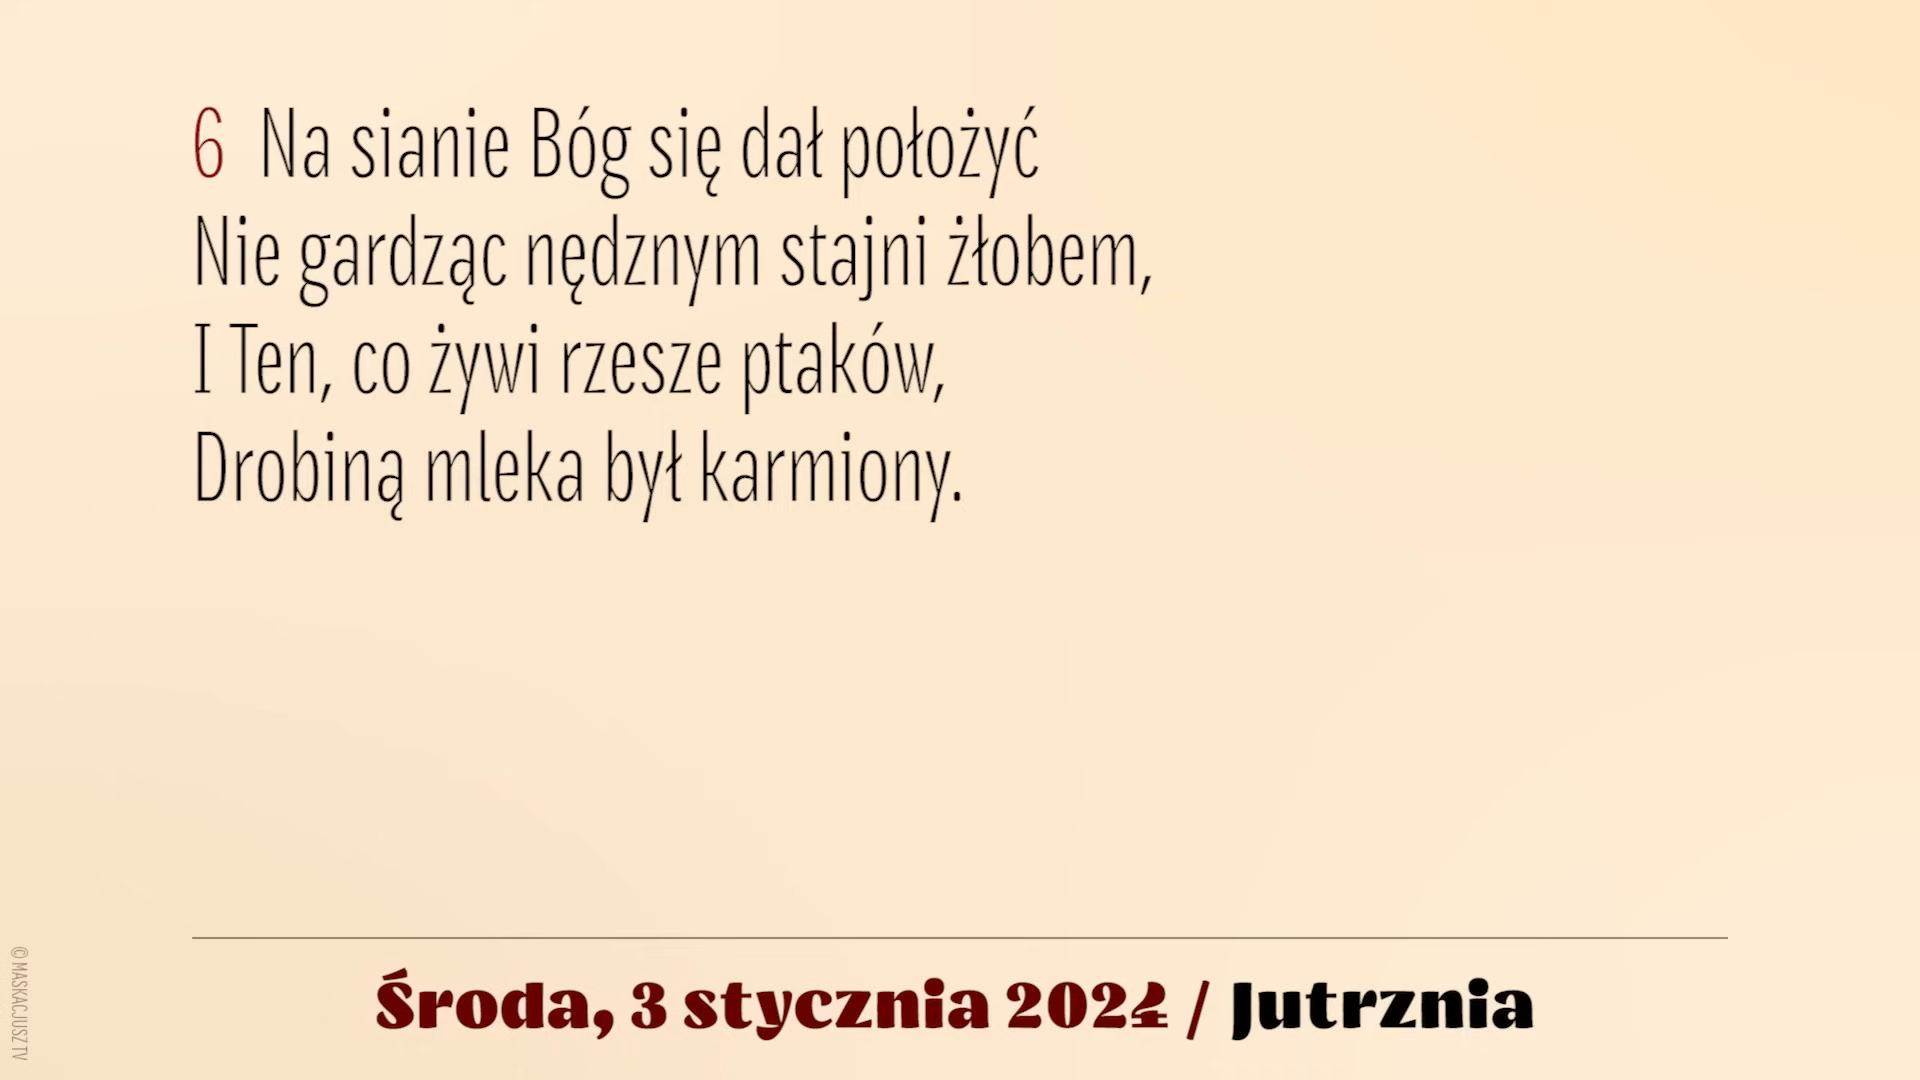 6 Na sianie Bóg się dał położyć
Nie gardząc nędznym stajni żłobem,
I Ten, co żywi rzesze ptaków,
Drobiną mleka był karmiony.
Środa, 3 stycznia 2024 / Jutrznia
© MASKACJUSZ TV